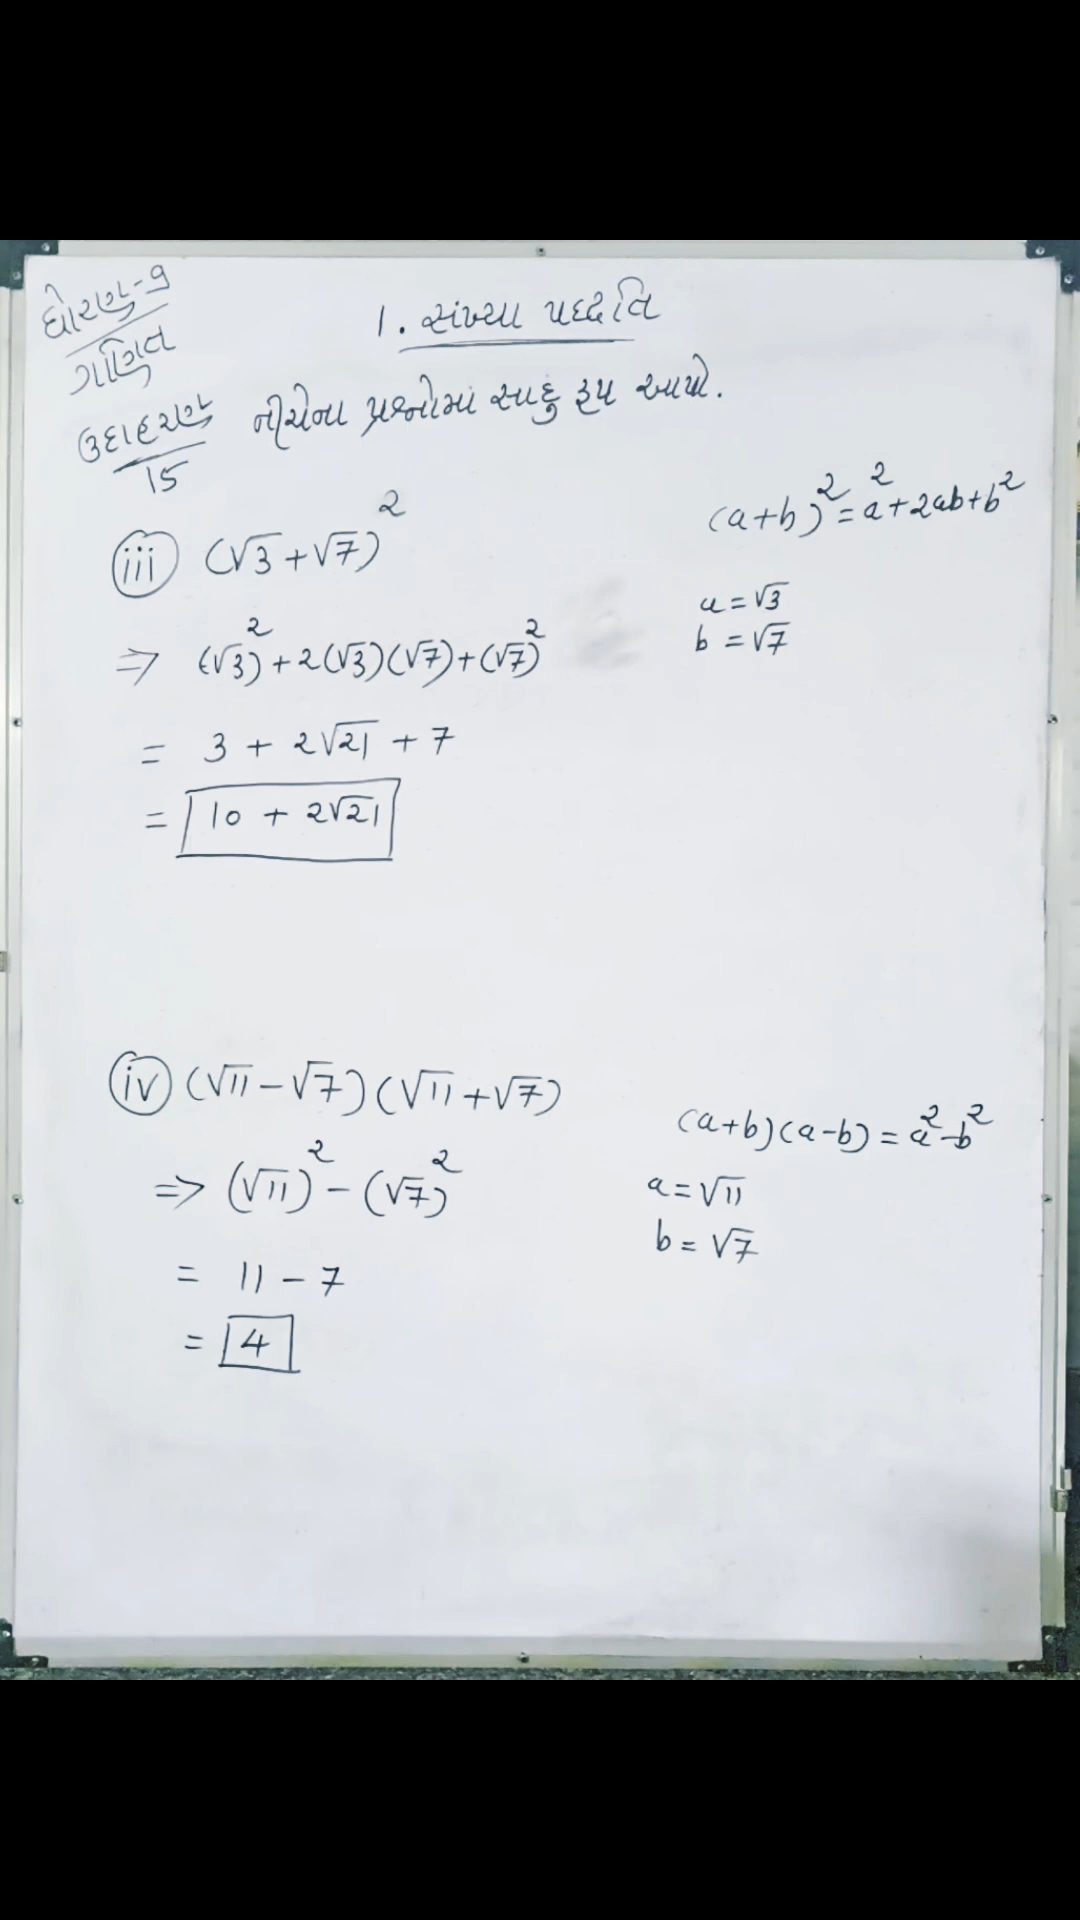 ધોરણ-૭
ગણિત
1. સંખ્યા પદ્ધતિ
ઉદાહરણ 15
નીચેના પ્રશ્નોમાં સાદું રૂપ આપો.
(iii) (√3+√7)²
(a+b)²=a²+2ab+b²
a=√3
b=√7
⇒ (√3)²+2(√3)(√7)+(√7)²
= 3 + 2√21 + 7
= 10 + 2√21
(iv) (√11-√7)(√11+√7)
(a+b)(a-b)=a²-b²
a=√11
b=√7
⇒ (√11)²-(√7)²
= 11-7
= 4